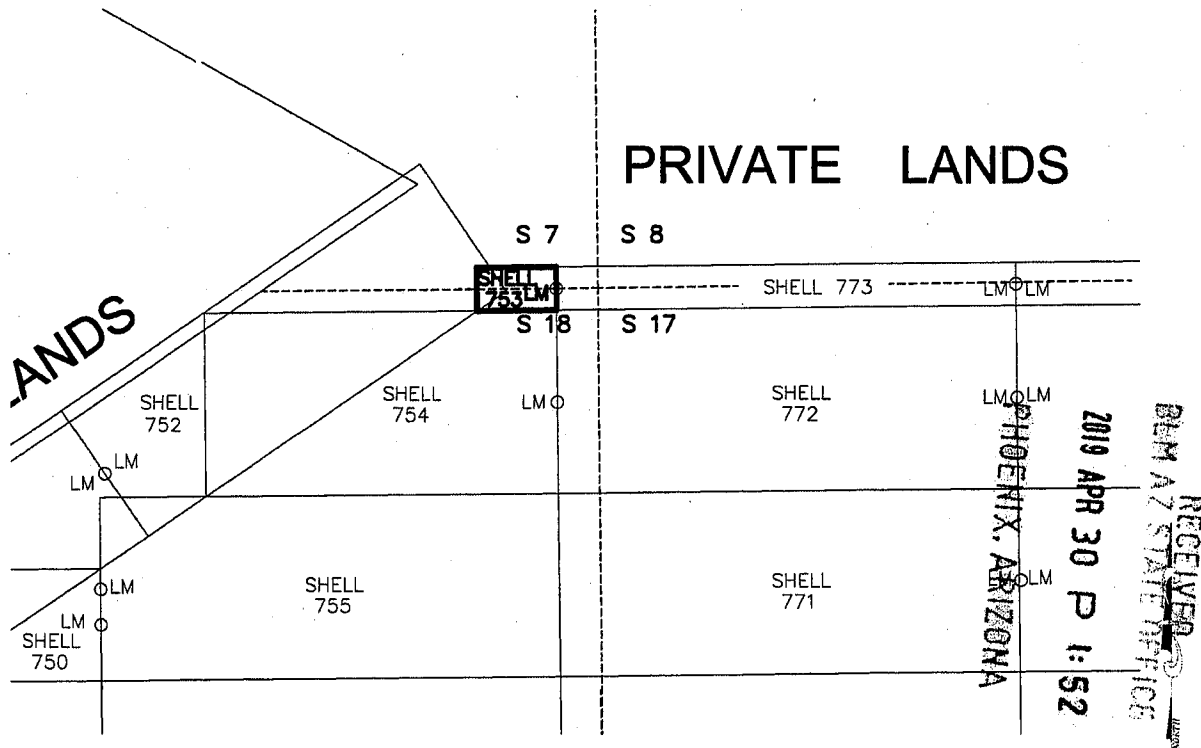 PRIVATE LANDS
S 7
S 8
SHELL
753
LM
SHELL 773
LM LM
S 18
S 17
LANDS
SHELL
752
SHELL
754
LM
SHELL
772
LM LM
LM
LM
SHELL
755
SHELL
771
LM
LM
LM
SHELL
750
RECEIVED
BLM AZ STATE OFFICE
2019 APR 30 P 1:52
PHOENIX, ARIZONA